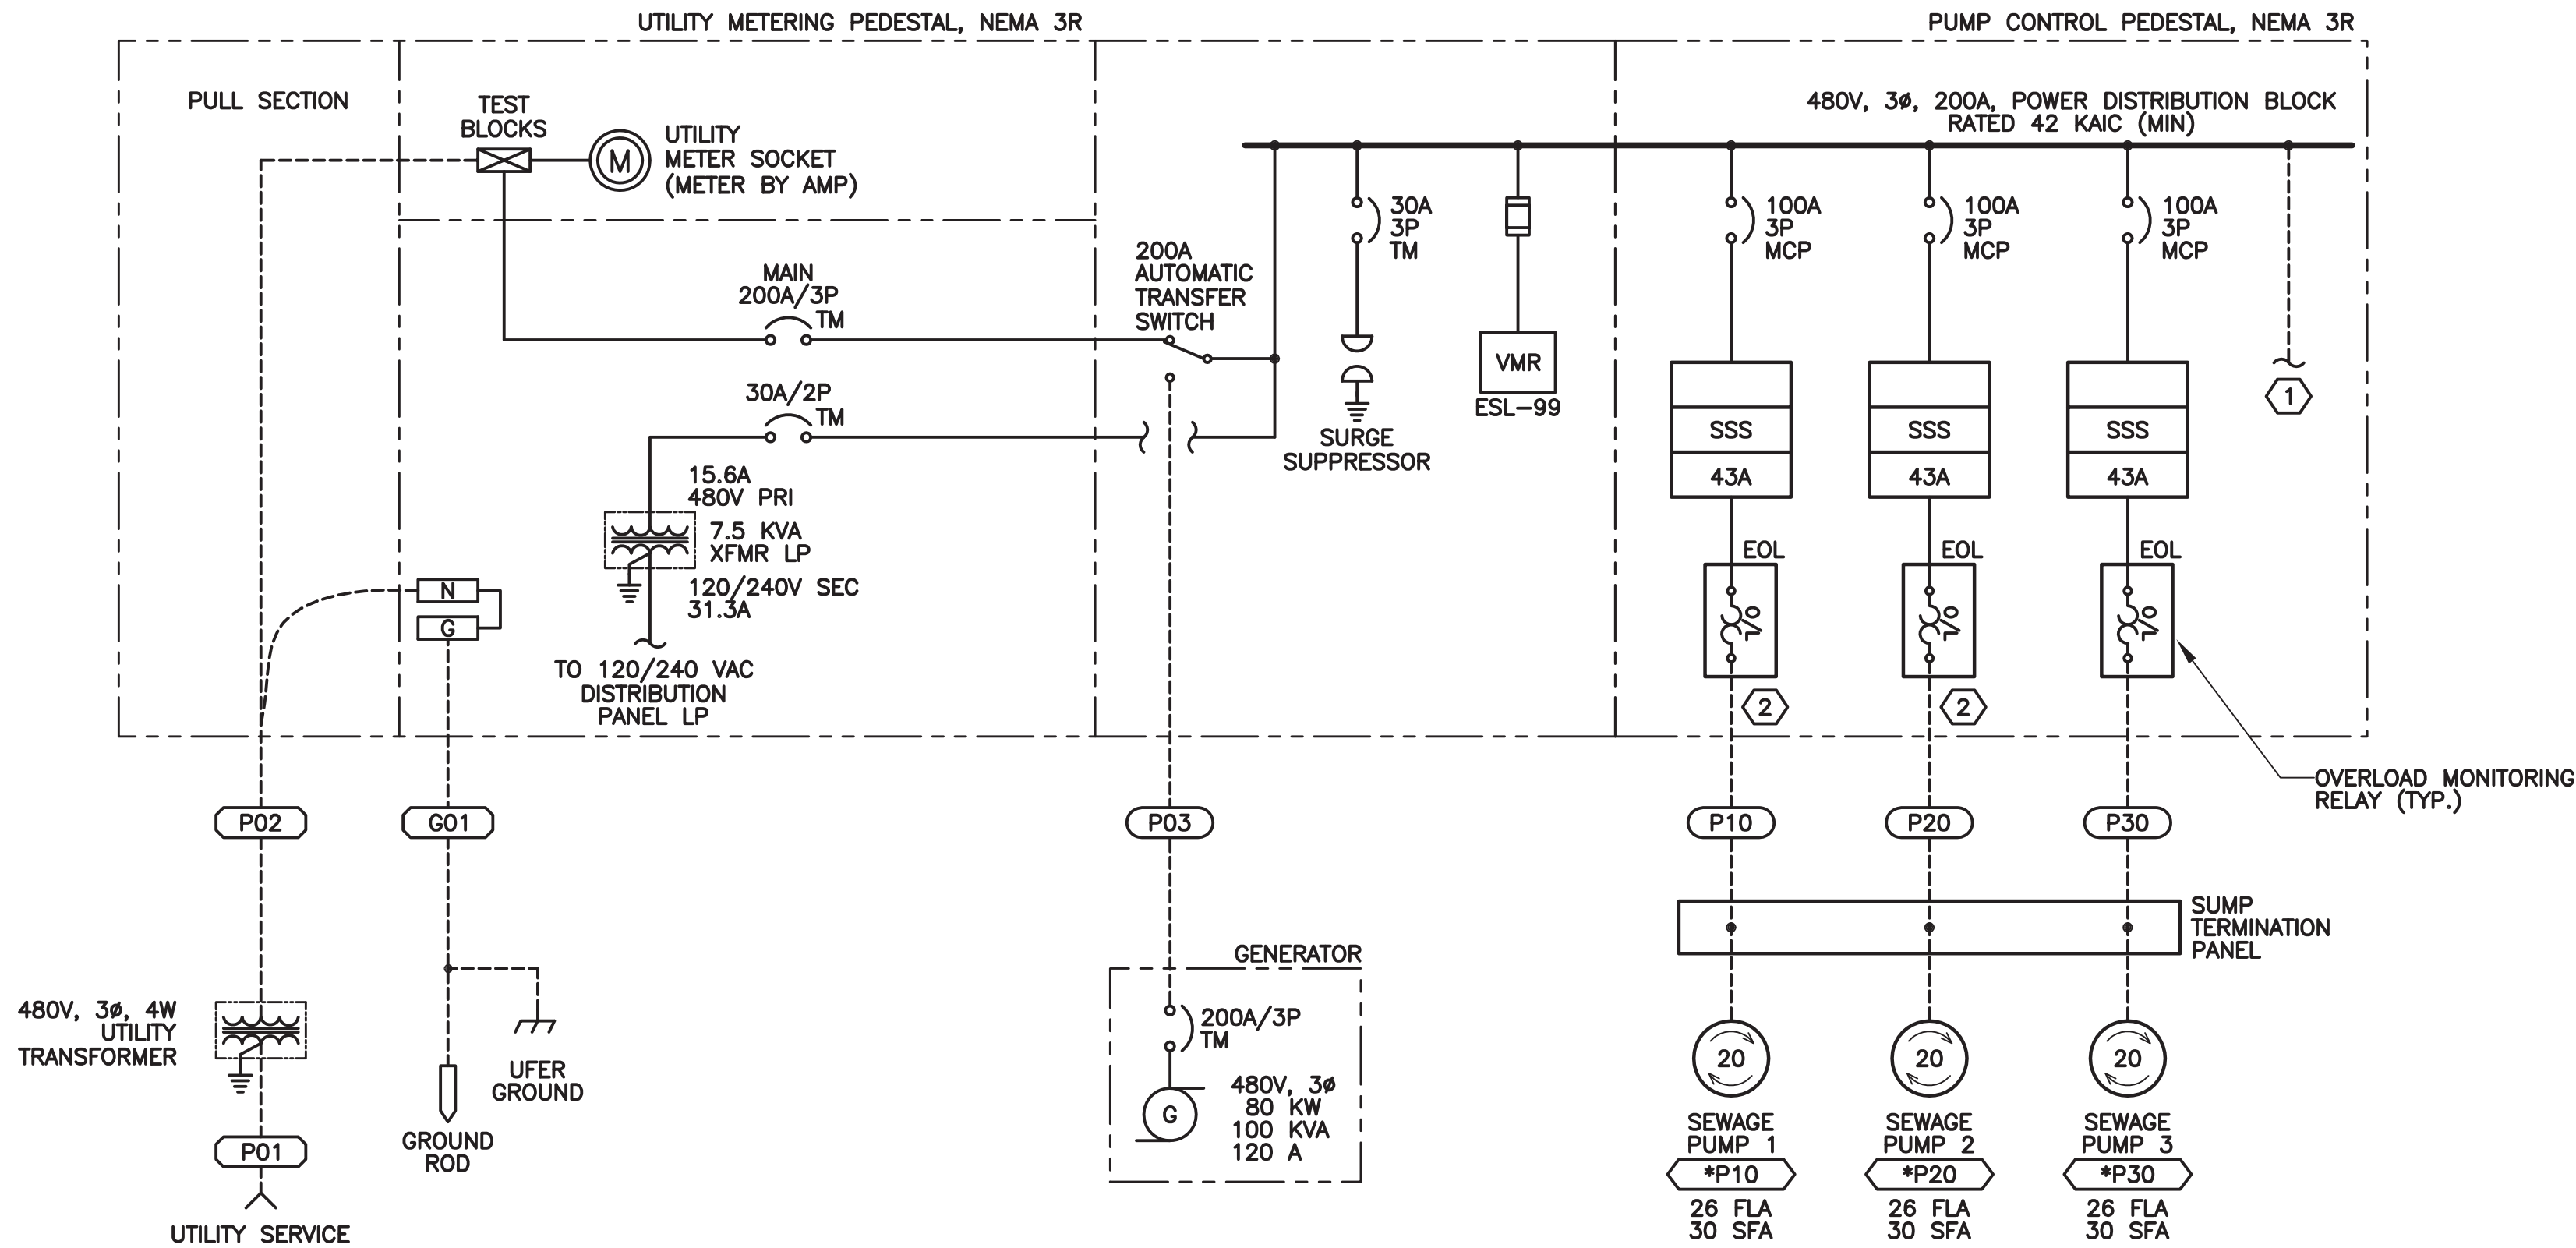 UTILITY METERING PEDESTAL, NEMA 3R
PUMP CONTROL PEDESTAL, NEMA 3R
PULL SECTION
TEST
BLOCKS
M
UTILITY
METER SOCKET
(METER BY AMP)
480V, 3ø, 200A, POWER DISTRIBUTION BLOCK
RATED 42 KAIC (MIN)
MAIN
200A/3P
TM
30A/2P
TM
200A
AUTOMATIC
TRANSFER
SWITCH
30A
3P
TM
SURGE
SUPPRESSOR
VMR
ESL-99
100A
3P
MCP
100A
3P
MCP
100A
3P
MCP
SSS
43A
SSS
43A
SSS
43A
1
15.6A
480V PRI
7.5 KVA
XFMR LP
120/240V SEC
31.3A
TO 120/240 VAC
DISTRIBUTION
PANEL LP
N
G
EOL
O/L
EOL
O/L
EOL
O/L
2
2
OVERLOAD MONITORING
RELAY (TYP.)
P02
G01
P03
P10
P20
P30
SUMP
TERMINATION
PANEL
480V, 3ø, 4W
UTILITY
TRANSFORMER
UFER
GROUND
GROUND
ROD
P01
UTILITY SERVICE
GENERATOR
200A/3P
TM
G
480V, 3ø
80 KW
100 KVA
120 A
20
SEWAGE
PUMP 1
*P10
26 FLA
30 SFA
20
SEWAGE
PUMP 2
*P20
26 FLA
30 SFA
20
SEWAGE
PUMP 3
*P30
26 FLA
30 SFA